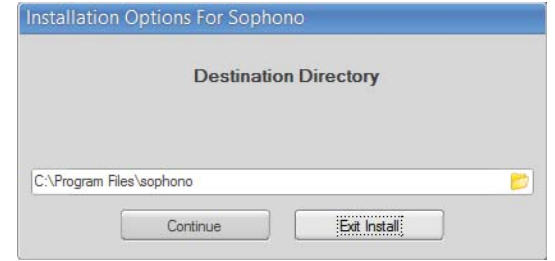 Installation Options For Sophono
Destination Directory
C:\Program Files\sophono
Continue
Exit Install